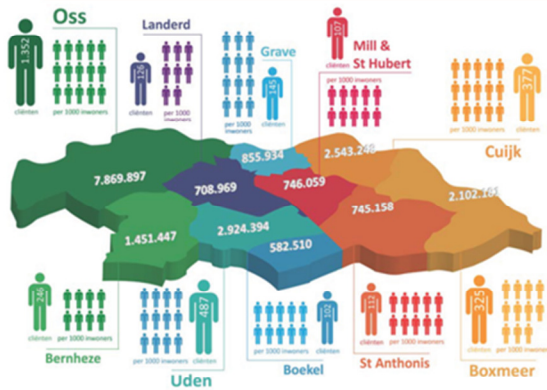 Oss
1.352
cliënten
per 1000 inwoners
Landerd
126
cliënten
per 1000 inwoners
Grave
145
cliënten
per 1000
inwoners
107
cliënten
Mill &
St Hubert
per 1000 inwoners
377
cliënten
per 1000 inwoners
Cuijk
7.869.897
855.934
2.543.248
708.969
746.059
2.102.191
745.158
1.451.447
2.924.394
582.510
246
cliënten
per 1000 inwoners
Bernheze
487
cliënten
per 1000 inwoners
Uden
102
cliënten
per 1000 inwoners
Boekel
112
cliënten
per 1000 inwoners
St Anthonis
325
cliënten
per 1000 inwoners
Boxmeer